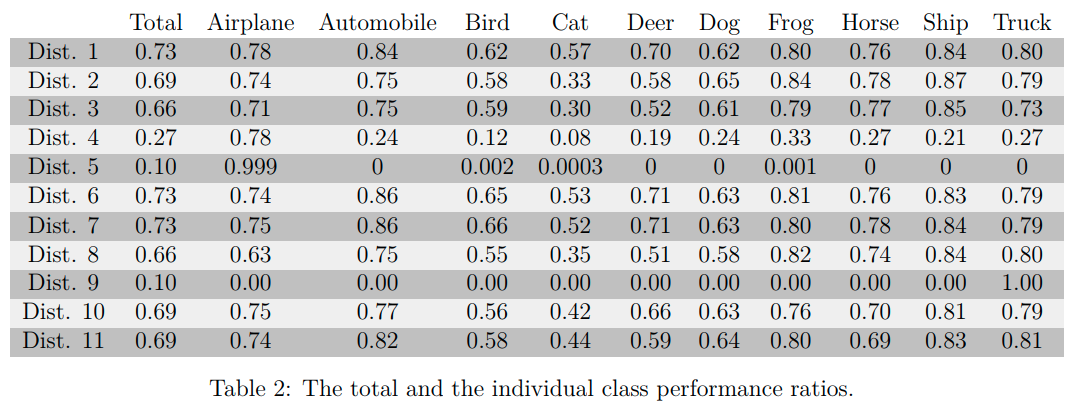 Total Airplane Automobile Bird Cat Deer Dog Frog Horse Ship Truck
Dist. 1 0.73 0.78 0.84 0.62 0.57 0.70 0.62 0.80 0.76 0.84 0.80
Dist. 2 0.69 0.74 0.75 0.58 0.33 0.58 0.65 0.84 0.78 0.87 0.79
Dist. 3 0.66 0.71 0.75 0.59 0.30 0.52 0.61 0.79 0.77 0.85 0.73
Dist. 4 0.27 0.78 0.24 0.12 0.08 0.19 0.24 0.33 0.27 0.21 0.27
Dist. 5 0.10 0.999 0 0.002 0.0003 0 0 0.001 0 0 0
Dist. 6 0.73 0.74 0.86 0.65 0.53 0.71 0.63 0.81 0.76 0.83 0.79
Dist. 7 0.73 0.75 0.86 0.66 0.52 0.71 0.63 0.80 0.78 0.84 0.79
Dist. 8 0.66 0.63 0.75 0.55 0.35 0.51 0.58 0.82 0.74 0.84 0.80
Dist. 9 0.10 0.00 0.00 0.00 0.00 0.00 0.00 0.00 0.00 0.00 1.00
Dist. 10 0.69 0.75 0.77 0.56 0.42 0.66 0.63 0.76 0.70 0.81 0.79
Dist. 11 0.69 0.74 0.82 0.58 0.44 0.59 0.64 0.80 0.69 0.83 0.81
Table 2: The total and the individual class performance ratios.